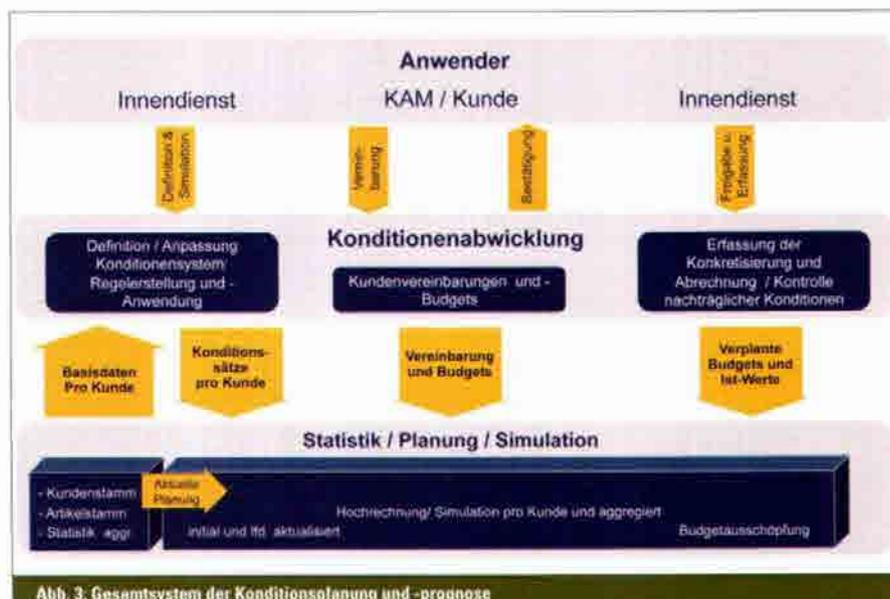 Anwender
Innendienst
KAM / Kunde
Innendienst
Definition &
Simulation
Verein-
barung
Bestätigung
Freigabe u.
Erfassung
Konditionenabwicklung
Definition / Anpassung
Konditionensystem/
Regelerstellung und -
Anwendung
Kundenvereinbarungen und -
Budgets
Erfassung der
Konkretisierung und
Abrechnung / Kontrolle
nachträglicher Konditionen
Basisdaten
Pro Kunde
Konditions-
sätze
pro Kunde
Vereinbarung
und Budgets
Verplante
Budgets und
Ist-Werte
Statistik / Planung / Simulation
- Kundenstamm
- Artikelstamm
- Statistik aggr.
Aktuelle
Planung
Hochrechnung/ Simulation pro Kunde und aggregiert
initial und lfd. aktualisiert
Budgetausschöpfung
Abb. 3: Gesamtsystem der Konditionsplanung und -prognose